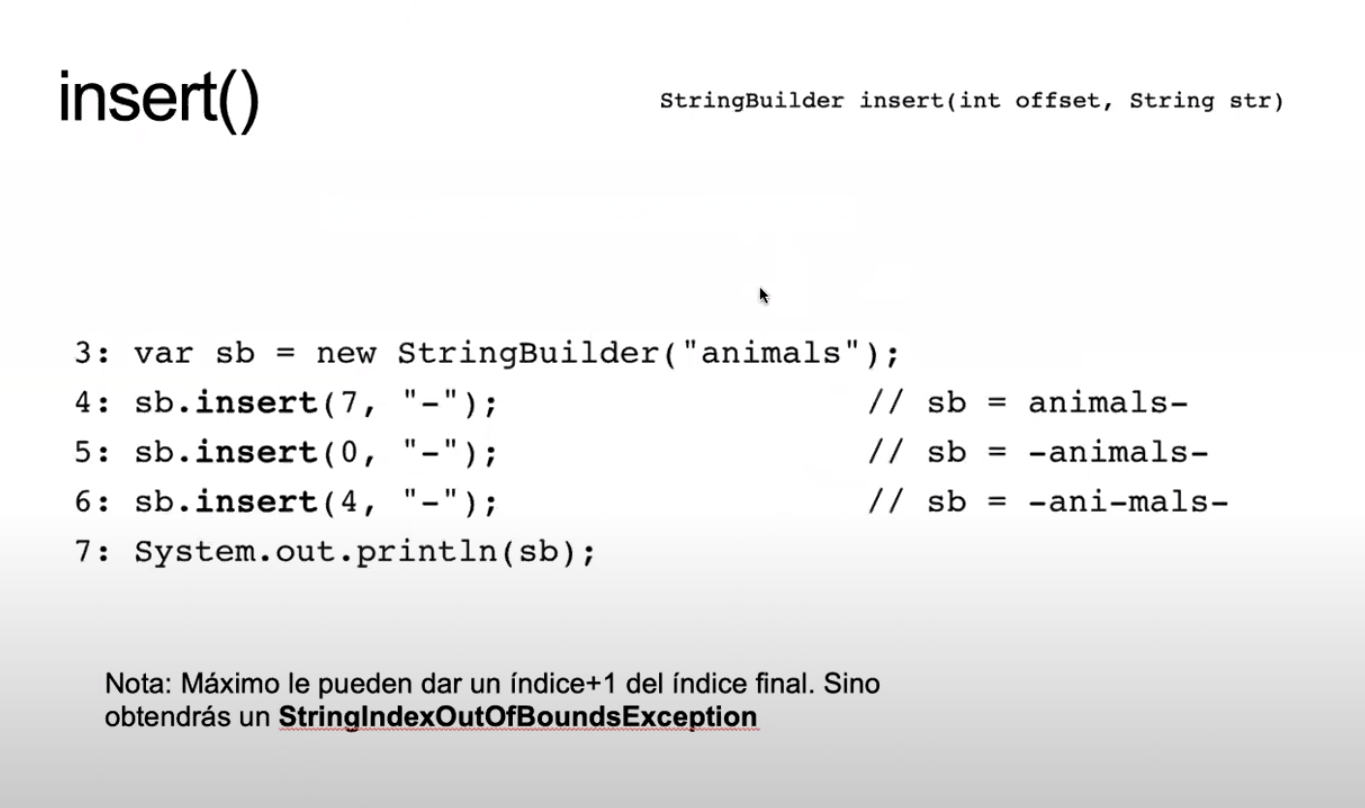 insert()
StringBuilder insert(int offset, String str)
3: var sb = new StringBuilder("animals");
4: sb.insert(7, "-"); // sb = animals-
5: sb.insert(0, "-"); // sb = -animals-
6: sb.insert(4, "-"); // sb = -ani-mals-
7: System.out.println(sb);
Nota: Máximo le pueden dar un índice+1 del índice final. Sino
obtendrás un StringIndexOutOfBoundsException